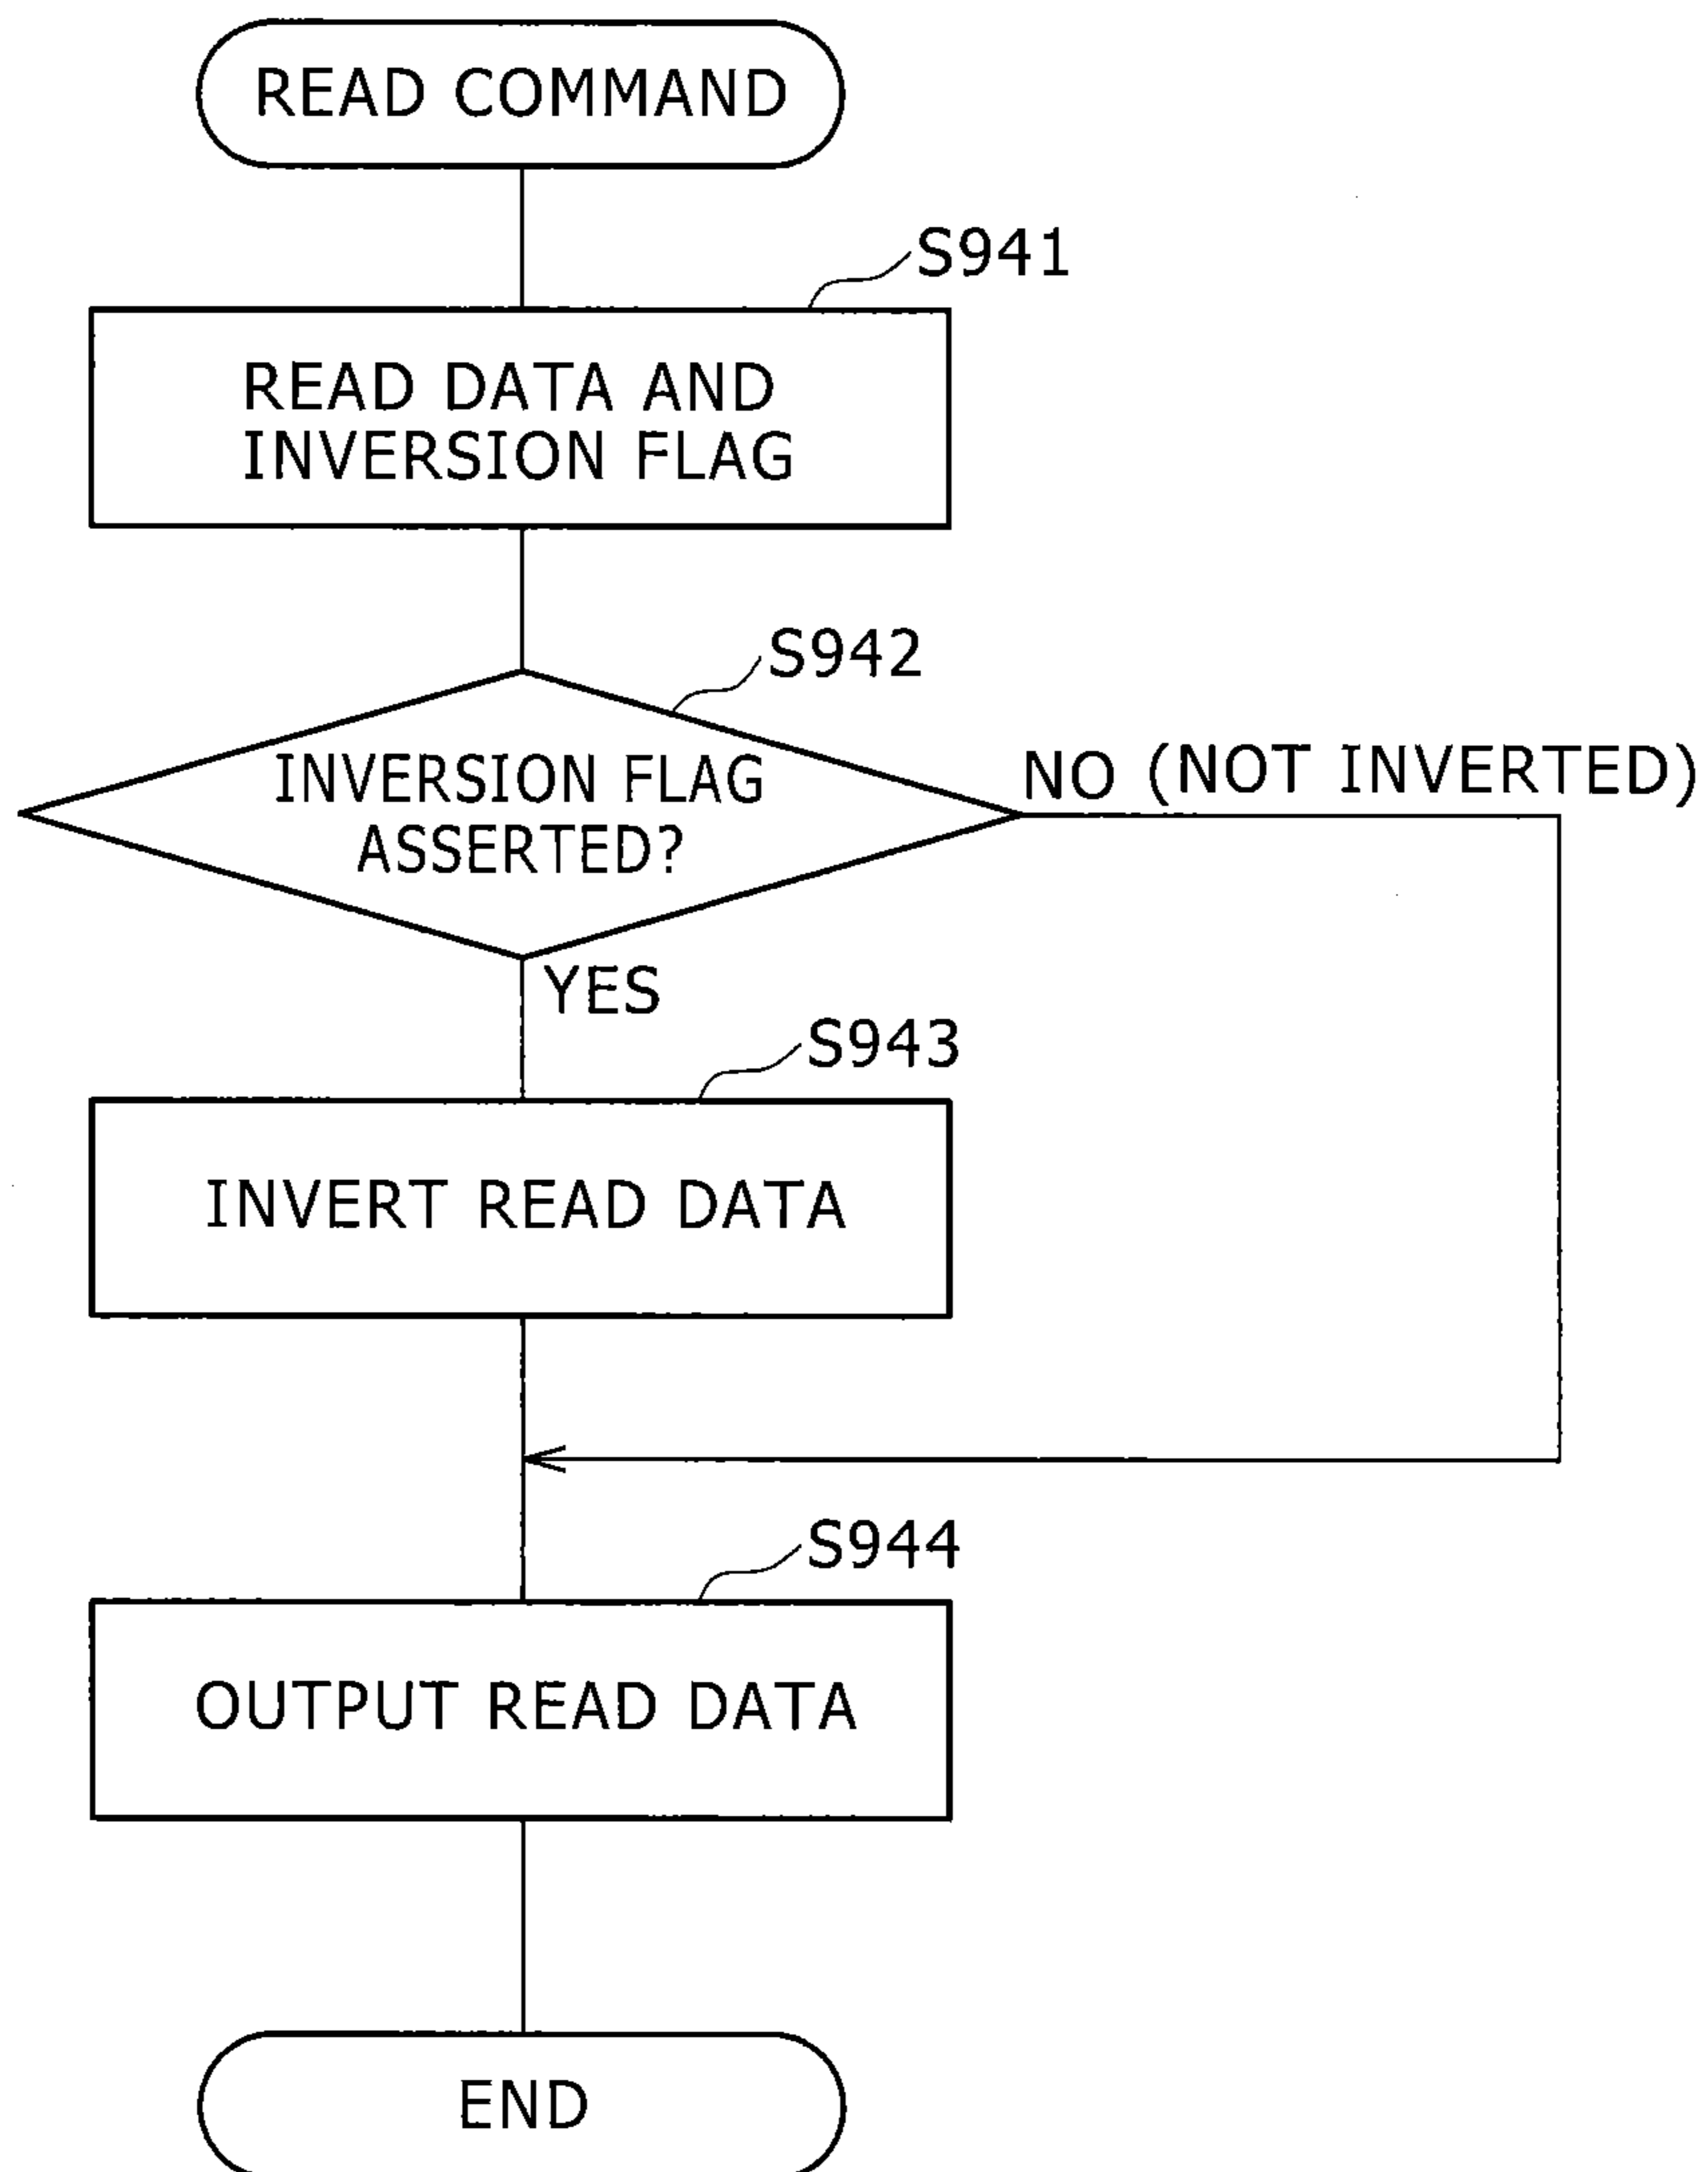 READ COMMAND
S941
READ DATA AND
INVERSION FLAG
S942
INVERSION FLAG
ASSERTED?
NO (NOT INVERTED)
YES
S943
INVERT READ DATA
S944
OUTPUT READ DATA
END